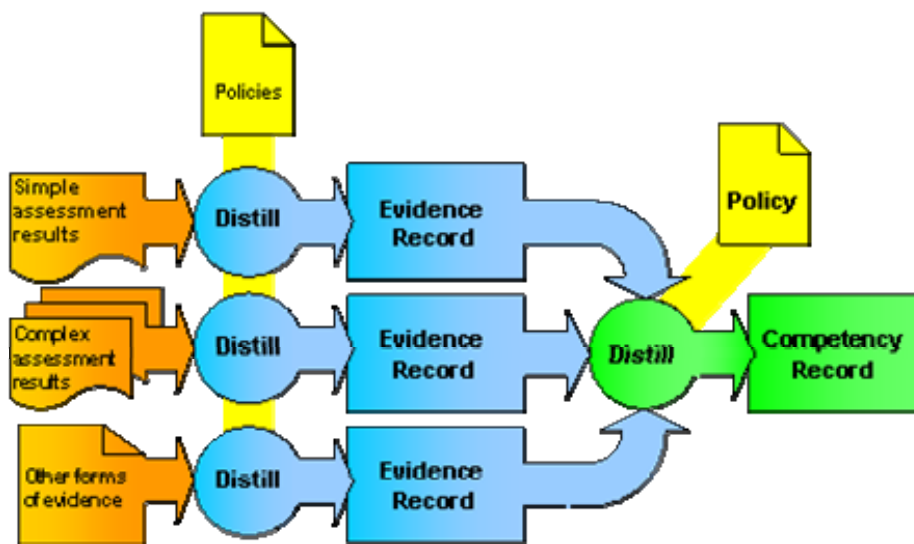 Policies
Policy
Simple
assessment
results
Distill
Evidence
Record
Complex
assessment
results
Distill
Evidence
Record
Distill
Competency
Record
Other forms
of evidence
Distill
Evidence
Record